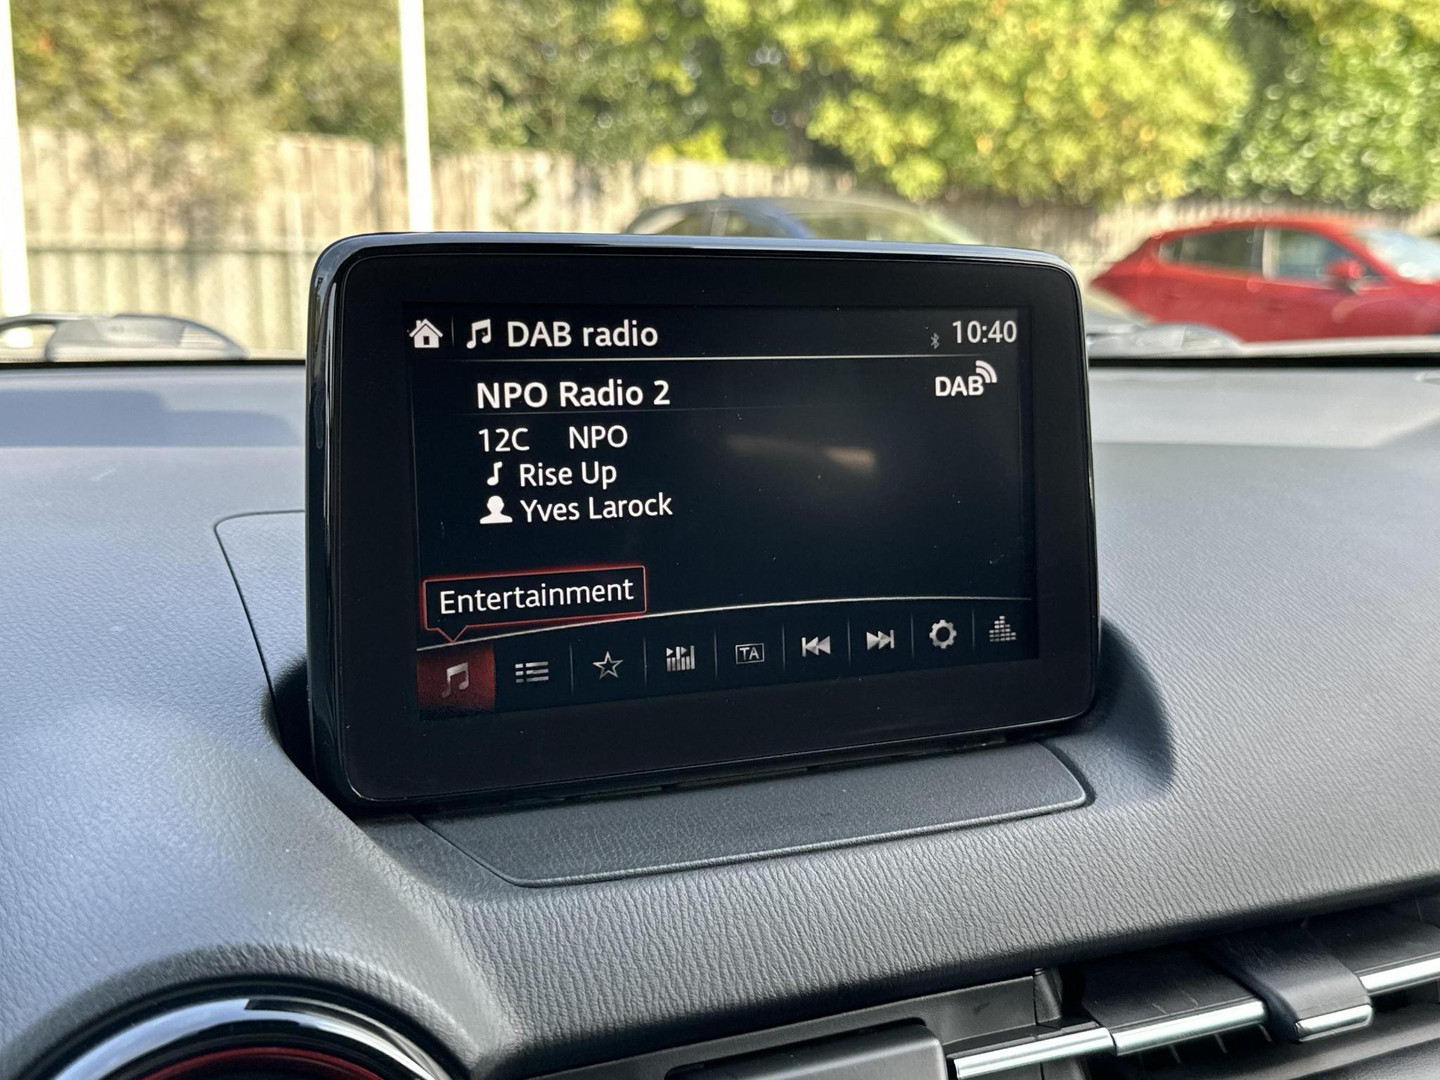 DAB radio 10:40
NPO Radio 2 DAB
12C NPO
Rise Up
Yves Larock
Entertainment
TA